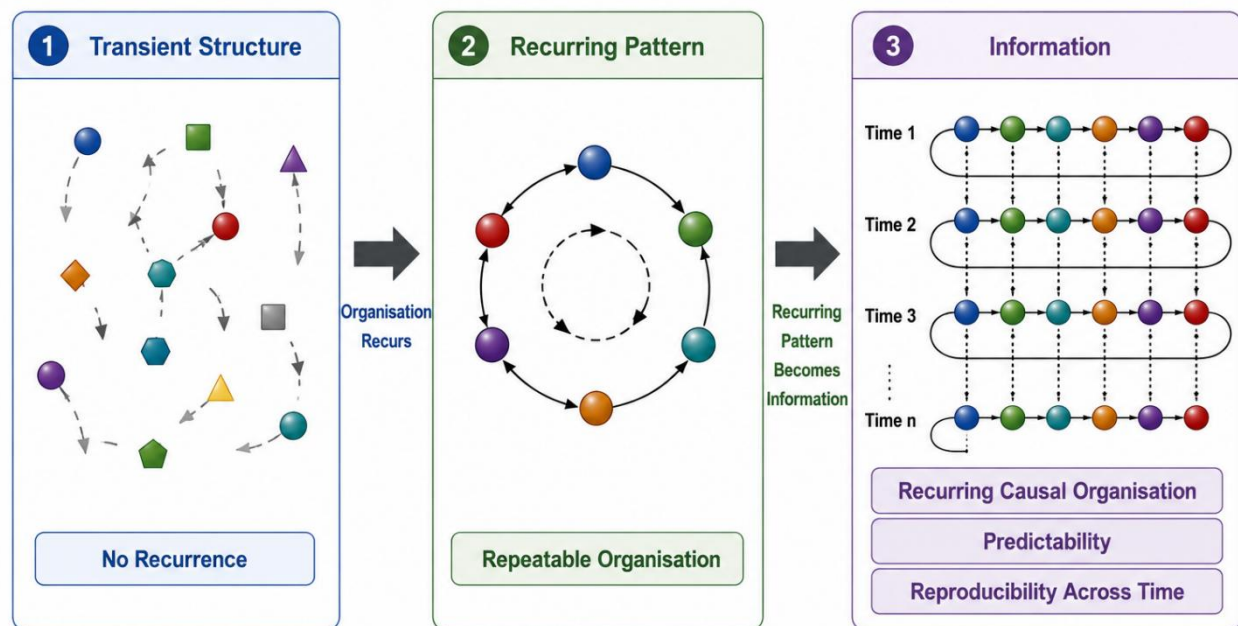 1 Transient Structure
No Recurrence
Organisation
Recurs
2 Recurring Pattern
Repeatable Organisation
Recurring
Pattern
Becomes
Information
3 Information
Time 1
Time 2
Time 3
Time n
Recurring Causal Organisation
Predictability
Reproducibility Across Time